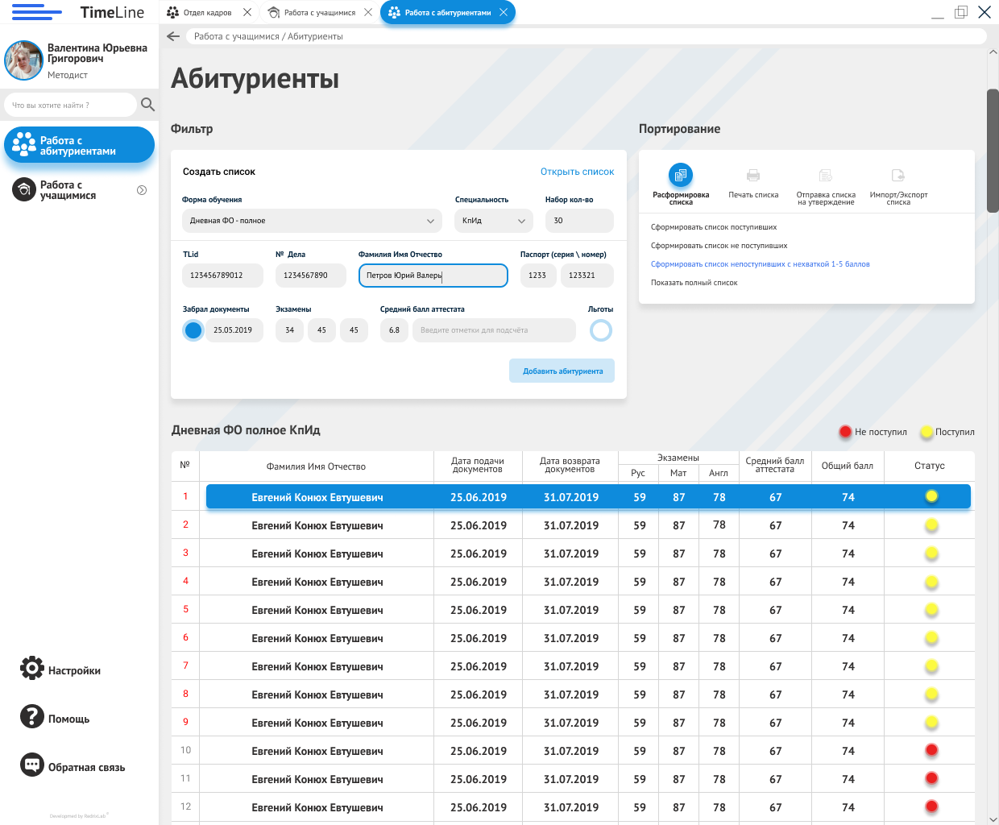 TimeLine
Отдел кадров
Работа с учащимися
Работа с абитуриентами
Работа с учащимися / Абитуриенты
Валентина Юрьевна
Григорович
Методист
Что вы хотите найти ?
Работа с
абитуриентами
Работа с
учащимися
Настройки
Помощь
Обратная связь
Developed by RedrixLab ©
Абитуриенты
Фильтр
Создать список
Открыть список
Форма обучения
Специальность
Набор кол-во
Дневная ФО - полное
КпИд
30
TLid
№ Дела
Фамилия Имя Отчество
Паспорт (серия \ номер)
123456789012
1234567890
Петров Юрий Валерь
1233
123321
Забрал документы
Экзамены
Средний балл аттестата
Льготы
25.05.2019
34
45
45
6.8
Введите отметки для подсчёта
Добавить абитуриента
Портирование
Расформировка
списка
Печать списка
Отправка списка
на утверждение
Импорт/Экспорт
списка
Сформировать список поступивших
Сформировать список не поступивших
Сформировать список непоступивших с нехваткой 1-5 баллов
Показать полный список
Дневная ФО полное КпИд
Не поступил
Поступил
№
Фамилия Имя Отчество
Дата подачи
документов
Дата возврата
документов
Экзамены
Рус
Мат
Англ
Средний балл
аттестата
Общий балл
Статус
1 Евгений Конюх Евтушевич 25.06.2019 31.07.2019 59 87 78 67 74
2 Евгений Конюх Евтушевич 25.06.2019 31.07.2019 59 87 78 67 74
3 Евгений Конюх Евтушевич 25.06.2019 31.07.2019 59 87 78 67 74
4 Евгений Конюх Евтушевич 25.06.2019 31.07.2019 59 87 78 67 74
5 Евгений Конюх Евтушевич 25.06.2019 31.07.2019 59 87 78 67 74
6 Евгений Конюх Евтушевич 25.06.2019 31.07.2019 59 87 78 67 74
7 Евгений Конюх Евтушевич 25.06.2019 31.07.2019 59 87 78 67 74
8 Евгений Конюх Евтушевич 25.06.2019 31.07.2019 59 87 78 67 74
9 Евгений Конюх Евтушевич 25.06.2019 31.07.2019 59 87 78 67 74
10 Евгений Конюх Евтушевич 25.06.2019 31.07.2019 59 87 78 67 74
11 Евгений Конюх Евтушевич 25.06.2019 31.07.2019 59 87 78 67 74
12 Евгений Конюх Евтушевич 25.06.2019 31.07.2019 59 87 78 67 74